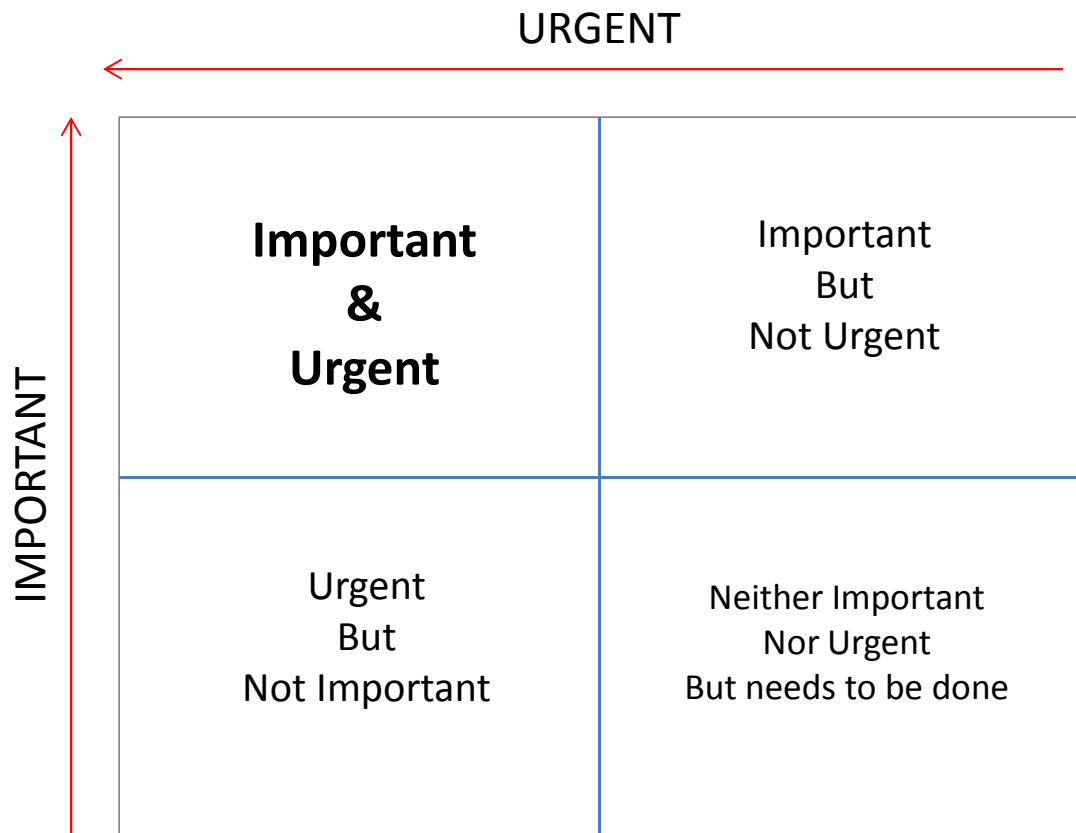 URGENT
IMPORTANT
Important
&
Urgent
Important
But
Not Urgent
Urgent
But
Not Important
Neither Important
Nor Urgent
But needs to be done